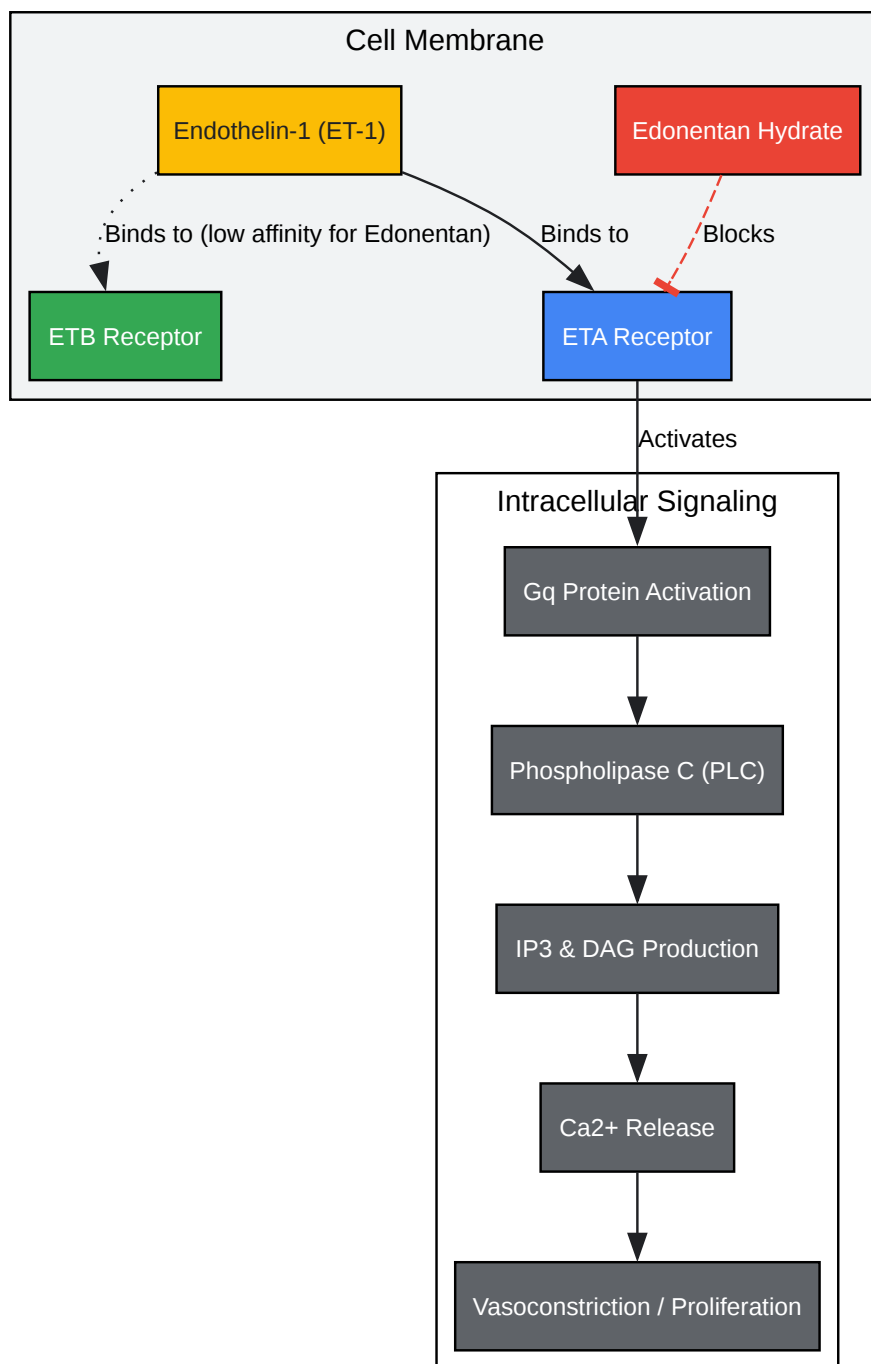 Cell Membrane
Endothelin-1 (ET-1)
Edonentan Hydrate
Binds to (low affinity for Edonentan)
Binds to
Blocks
ETB Receptor
ETA Receptor
Activates
Intracellular Signaling
Gq Protein Activation
Phospholipase C (PLC)
IP3 & DAG Production
Ca2+ Release
Vasoconstriction / Proliferation